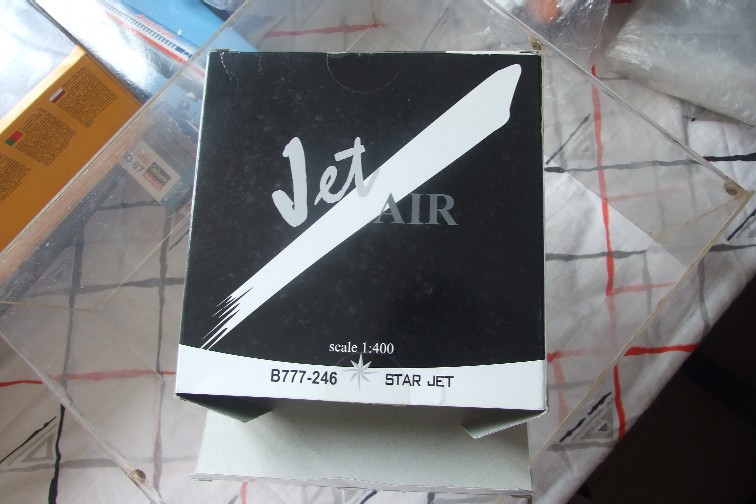 Jet
AIR
scale 1:400
B777-246 STAR JET